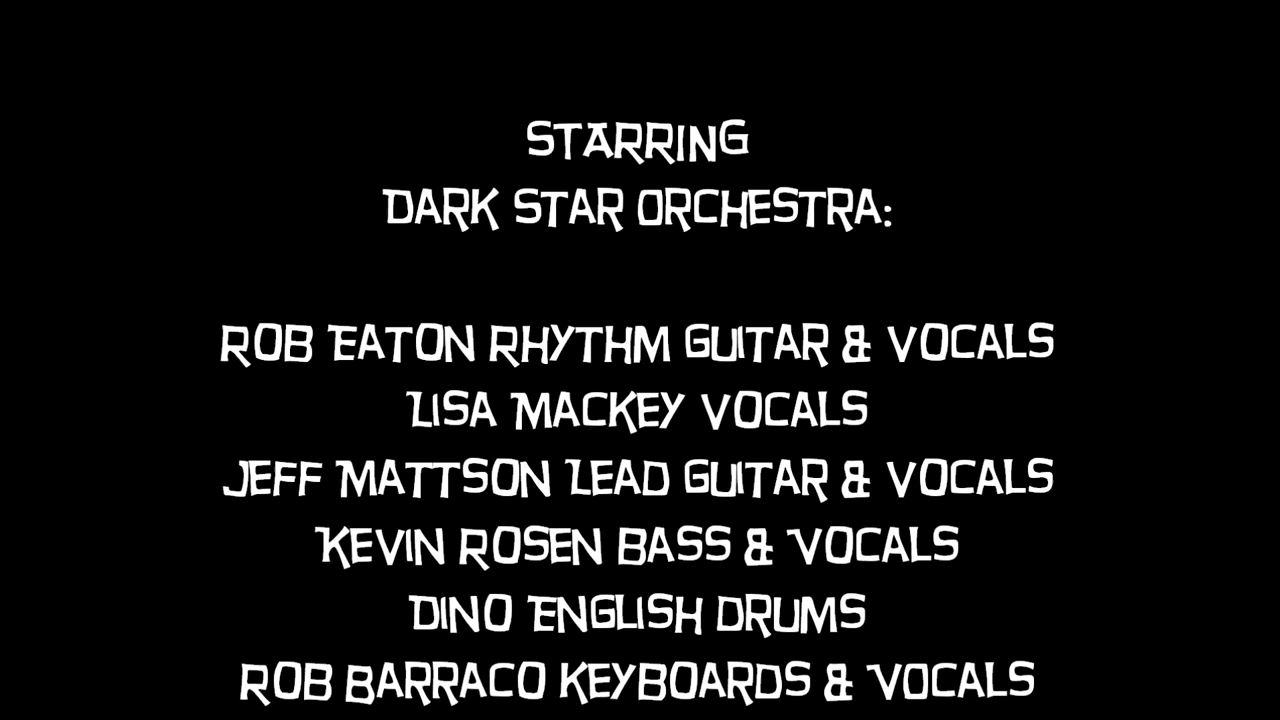 STARRING
DARK STAR ORCHESTRA:
ROB EATON RHYTHM GUITAR & VOCALS
LISA MACKEY VOCALS
JEFF MATTSON LEAD GUITAR & VOCALS
KEVIN ROSEN BASS & VOCALS
DINO ENGLISH DRUMS
ROB BARRACO KEYBOARDS & VOCALS